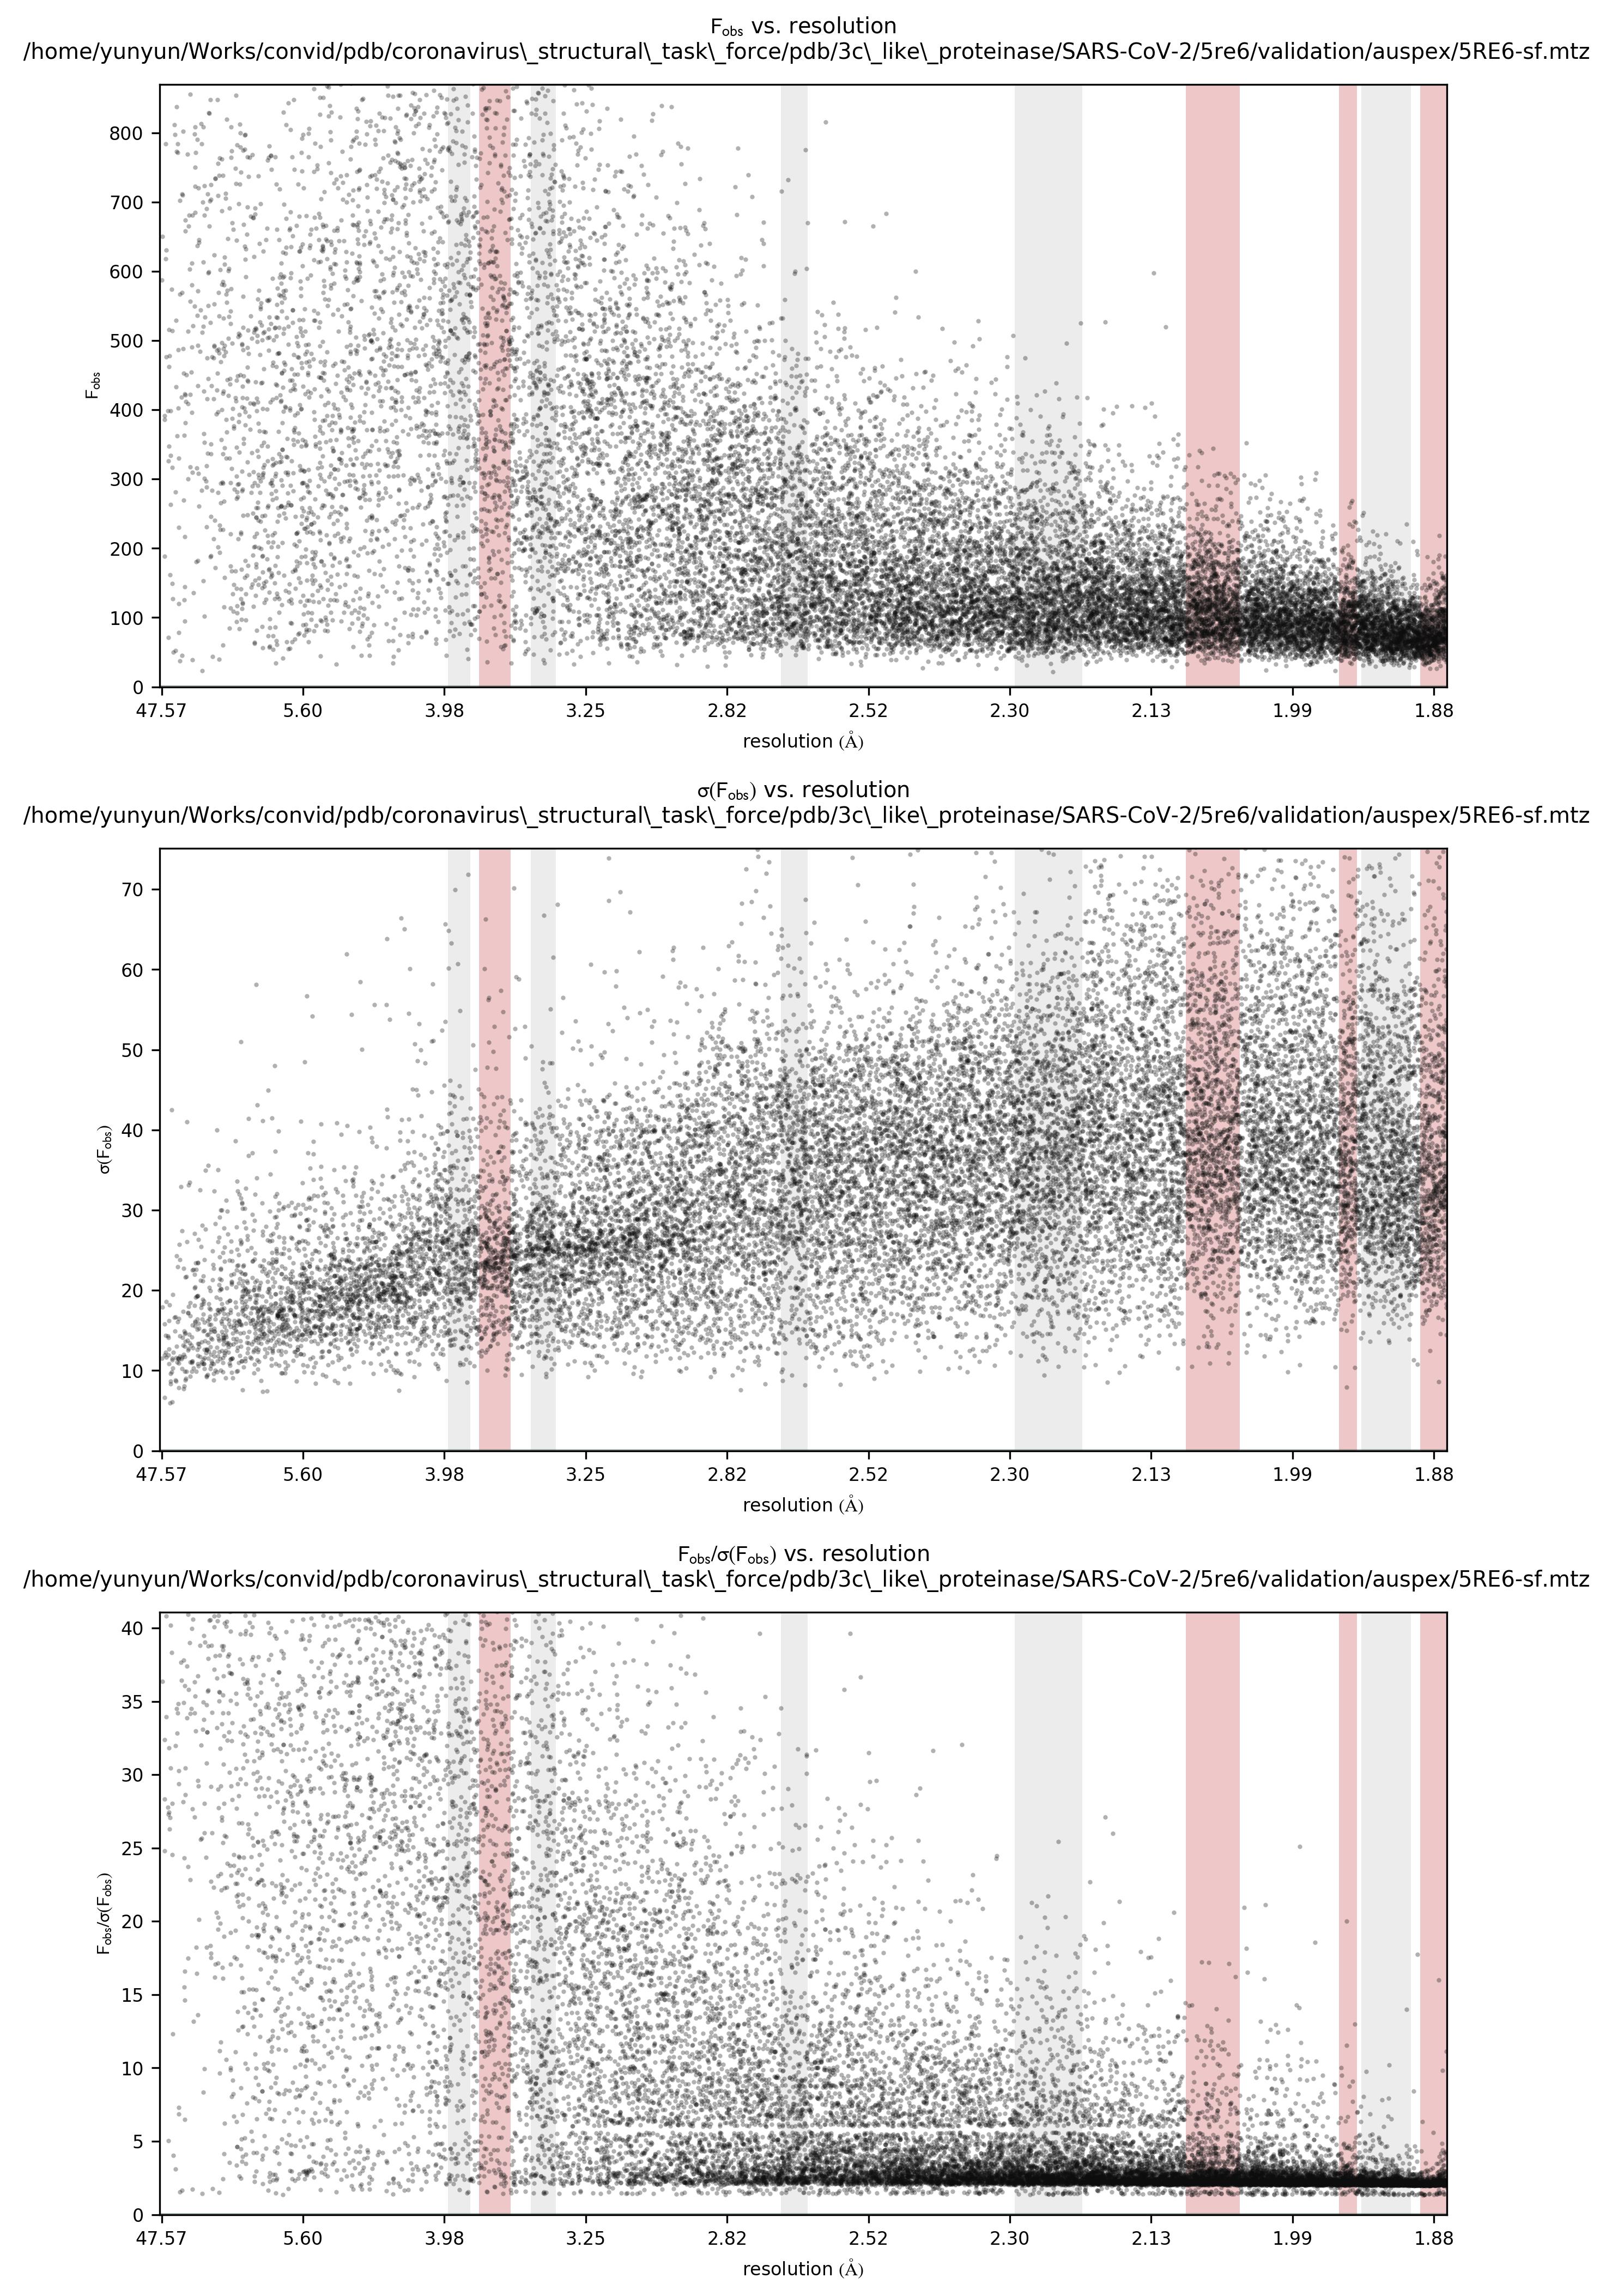 Fobs vs. resolution
/home/yunyun/Works/convid/pdb/coronavirus\_structural\_task\_force/pdb/3c\_like\_proteinase/SARS-CoV-2/5re6/validation/auspex/5RE6-sf.mtz
800
700
600
500
400
300
200
100
0
Fobs
47.57 5.60 3.98 3.25 2.82 2.52 2.30 2.13 1.99 1.88
resolution (Å)
σ(Fobs) vs. resolution
/home/yunyun/Works/convid/pdb/coronavirus\_structural\_task\_force/pdb/3c\_like\_proteinase/SARS-CoV-2/5re6/validation/auspex/5RE6-sf.mtz
70
60
50
40
30
20
10
0
σ(Fobs)
47.57 5.60 3.98 3.25 2.82 2.52 2.30 2.13 1.99 1.88
resolution (Å)
Fobs/σ(Fobs) vs. resolution
/home/yunyun/Works/convid/pdb/coronavirus\_structural\_task\_force/pdb/3c\_like\_proteinase/SARS-CoV-2/5re6/validation/auspex/5RE6-sf.mtz
40
35
30
25
20
15
10
5
0
Fobs/σ(Fobs)
47.57 5.60 3.98 3.25 2.82 2.52 2.30 2.13 1.99 1.88
resolution (Å)